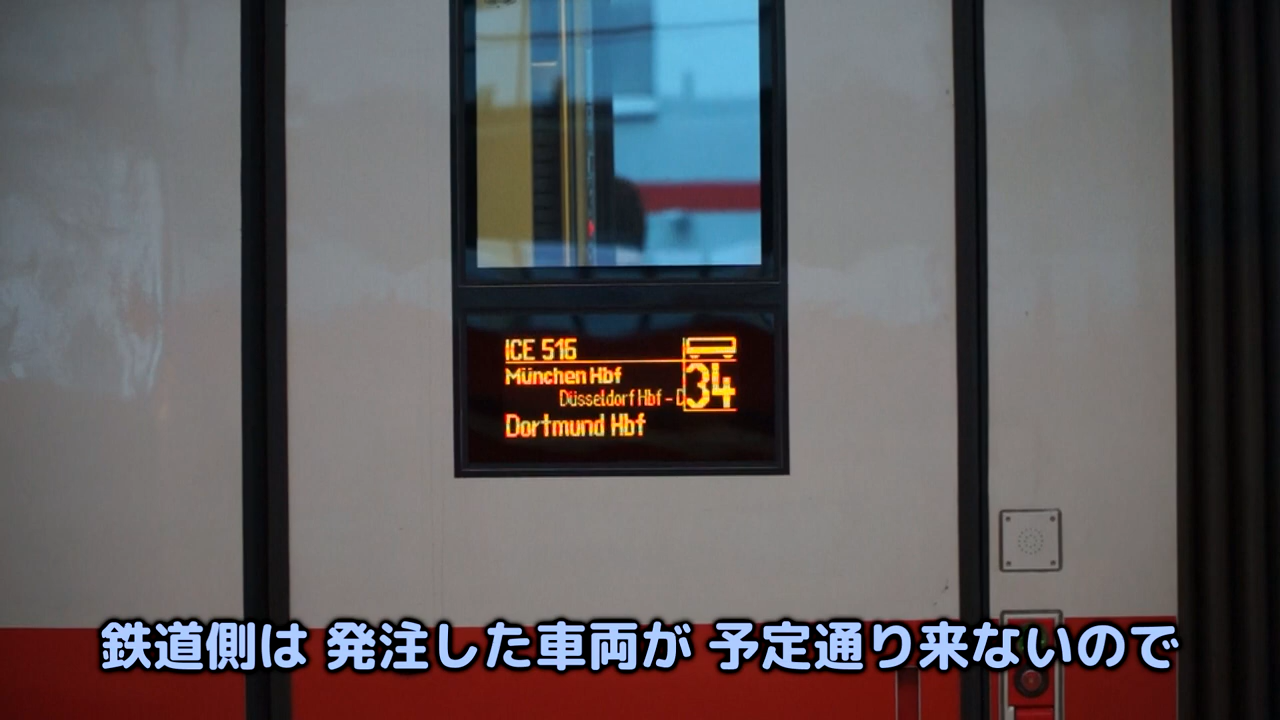 ICE 516
München Hbf
34
Düsseldorf Hbf - D
Dortmund Hbf
鉄道側は 発注した車両が 予定通り来ないので